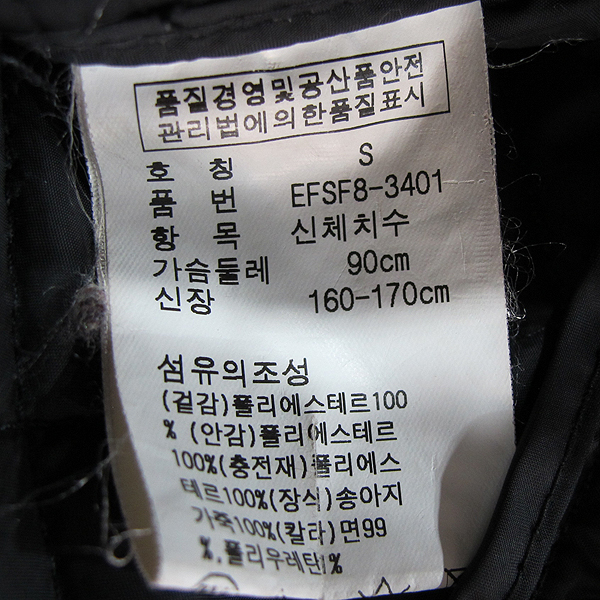 품질경영및공산품안전
관리법에의한품질표시
호 칭 S
품 번 EFSF8-3401
항 목 신체치수
가슴둘레 90cm
신장 160-170cm
섬유의조성
(겉감)폴리에스테르100
% (안감)폴리에스테르
100%(충전재)폴리에스
테르100%(장식)송아지
가죽100%(칼라)면99
%,폴리우레탄1%